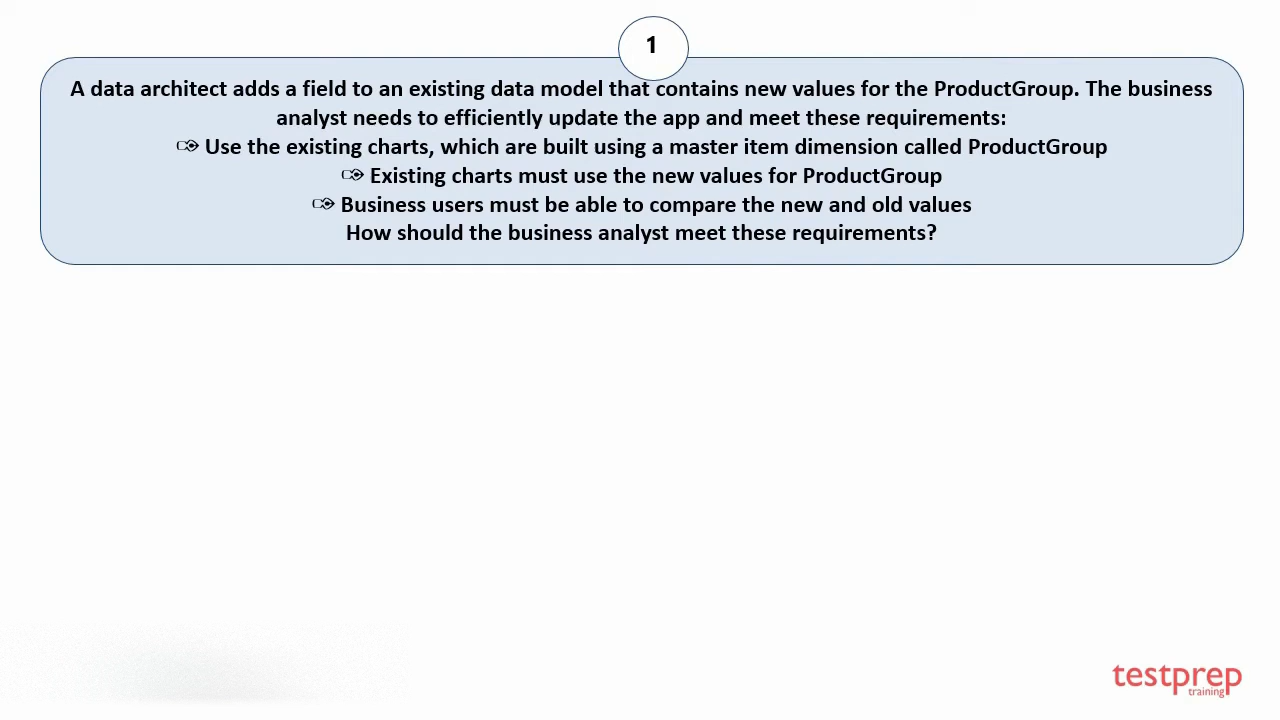 1
A data architect adds a field to an existing data model that contains new values for the ProductGroup. The business
analyst needs to efficiently update the app and meet these requirements:
Use the existing charts, which are built using a master item dimension called ProductGroup
Existing charts must use the new values for ProductGroup
Business users must be able to compare the new and old values
How should the business analyst meet these requirements?
testprep
training